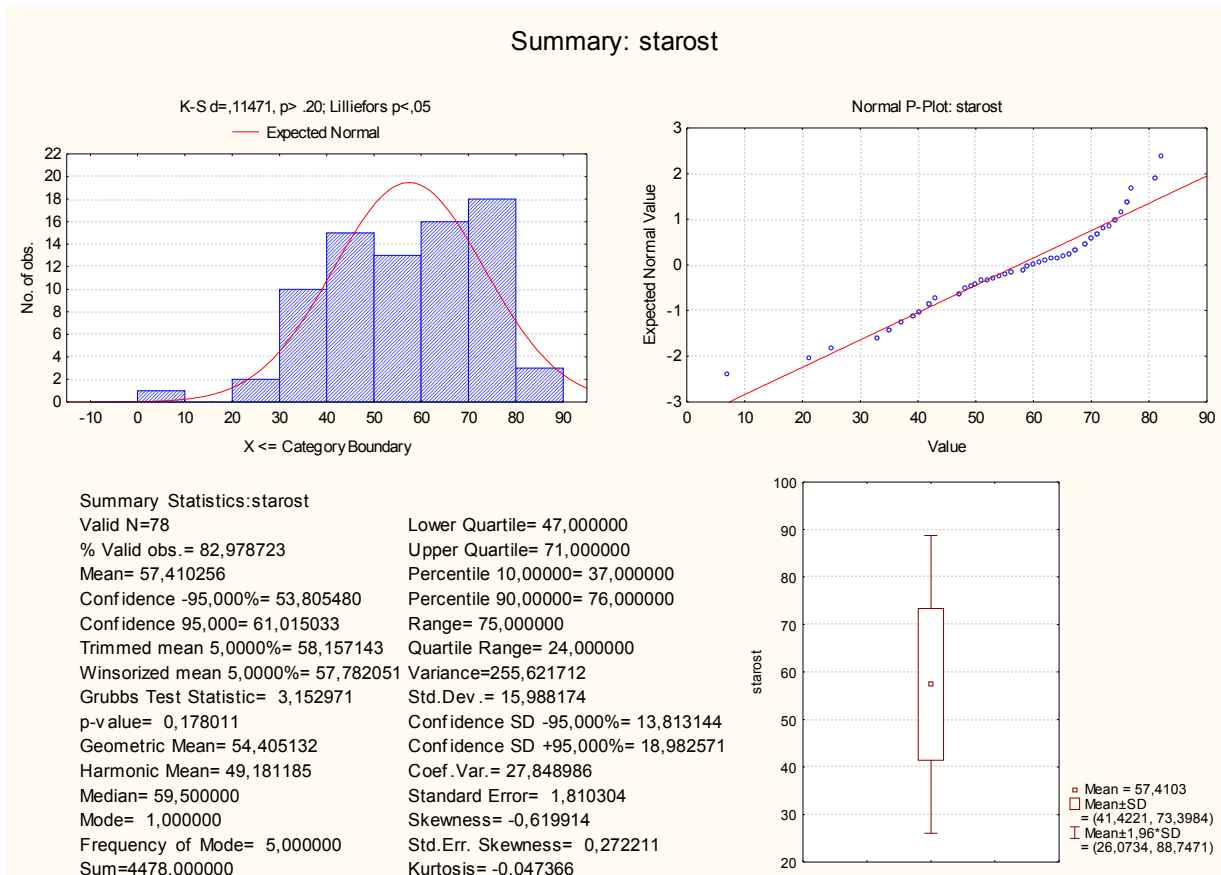 Summary: starost
K-S d=,11471, p> .20; Lilliefors p<,05
Expected Normal
22
20
18
16
14
12
10
8
6
4
2
0
No. of obs.
-10 0 10 20 30 40 50 60 70 80 90
X <= Category Boundary
Normal P-Plot: starost
3
2
1
0
-1
-2
-3
Expected Normal Value
0 10 20 30 40 50 60 70 80 90
Value
Summary Statistics:starost
Valid N=78
% Valid obs.= 82,978723
Mean= 57,410256
Confidence -95,000%= 53,805480
Confidence 95,000= 61,015033
Trimmed mean 5,0000%= 58,157143
Winsorized mean 5,0000%= 57,782051
Grubbs Test Statistic= 3,152971
p-value= 0,178011
Geometric Mean= 54,405132
Harmonic Mean= 49,181185
Median= 59,500000
Mode= 1,000000
Frequency of Mode= 5,000000
Sum=4478,000000
Lower Quartile= 47,000000
Upper Quartile= 71,000000
Percentile 10,00000= 37,000000
Percentile 90,00000= 76,000000
Range= 75,000000
Quartile Range= 24,000000
Variance=255,621712
Std.Dev.= 15,988174
Confidence SD -95,000%= 13,813144
Confidence SD +95,000%= 18,982571
Coef.Var.= 27,848986
Standard Error= 1,810304
Skewness= -0,619914
Std.Err. Skewness= 0,272211
Kurtosis= -0,047366
100
90
80
70
60
50
40
30
20
starost
Mean = 57,4103
Mean±SD
= (41,4221, 73,3984)
Mean±1,96*SD
= (26,0734, 88,7471)